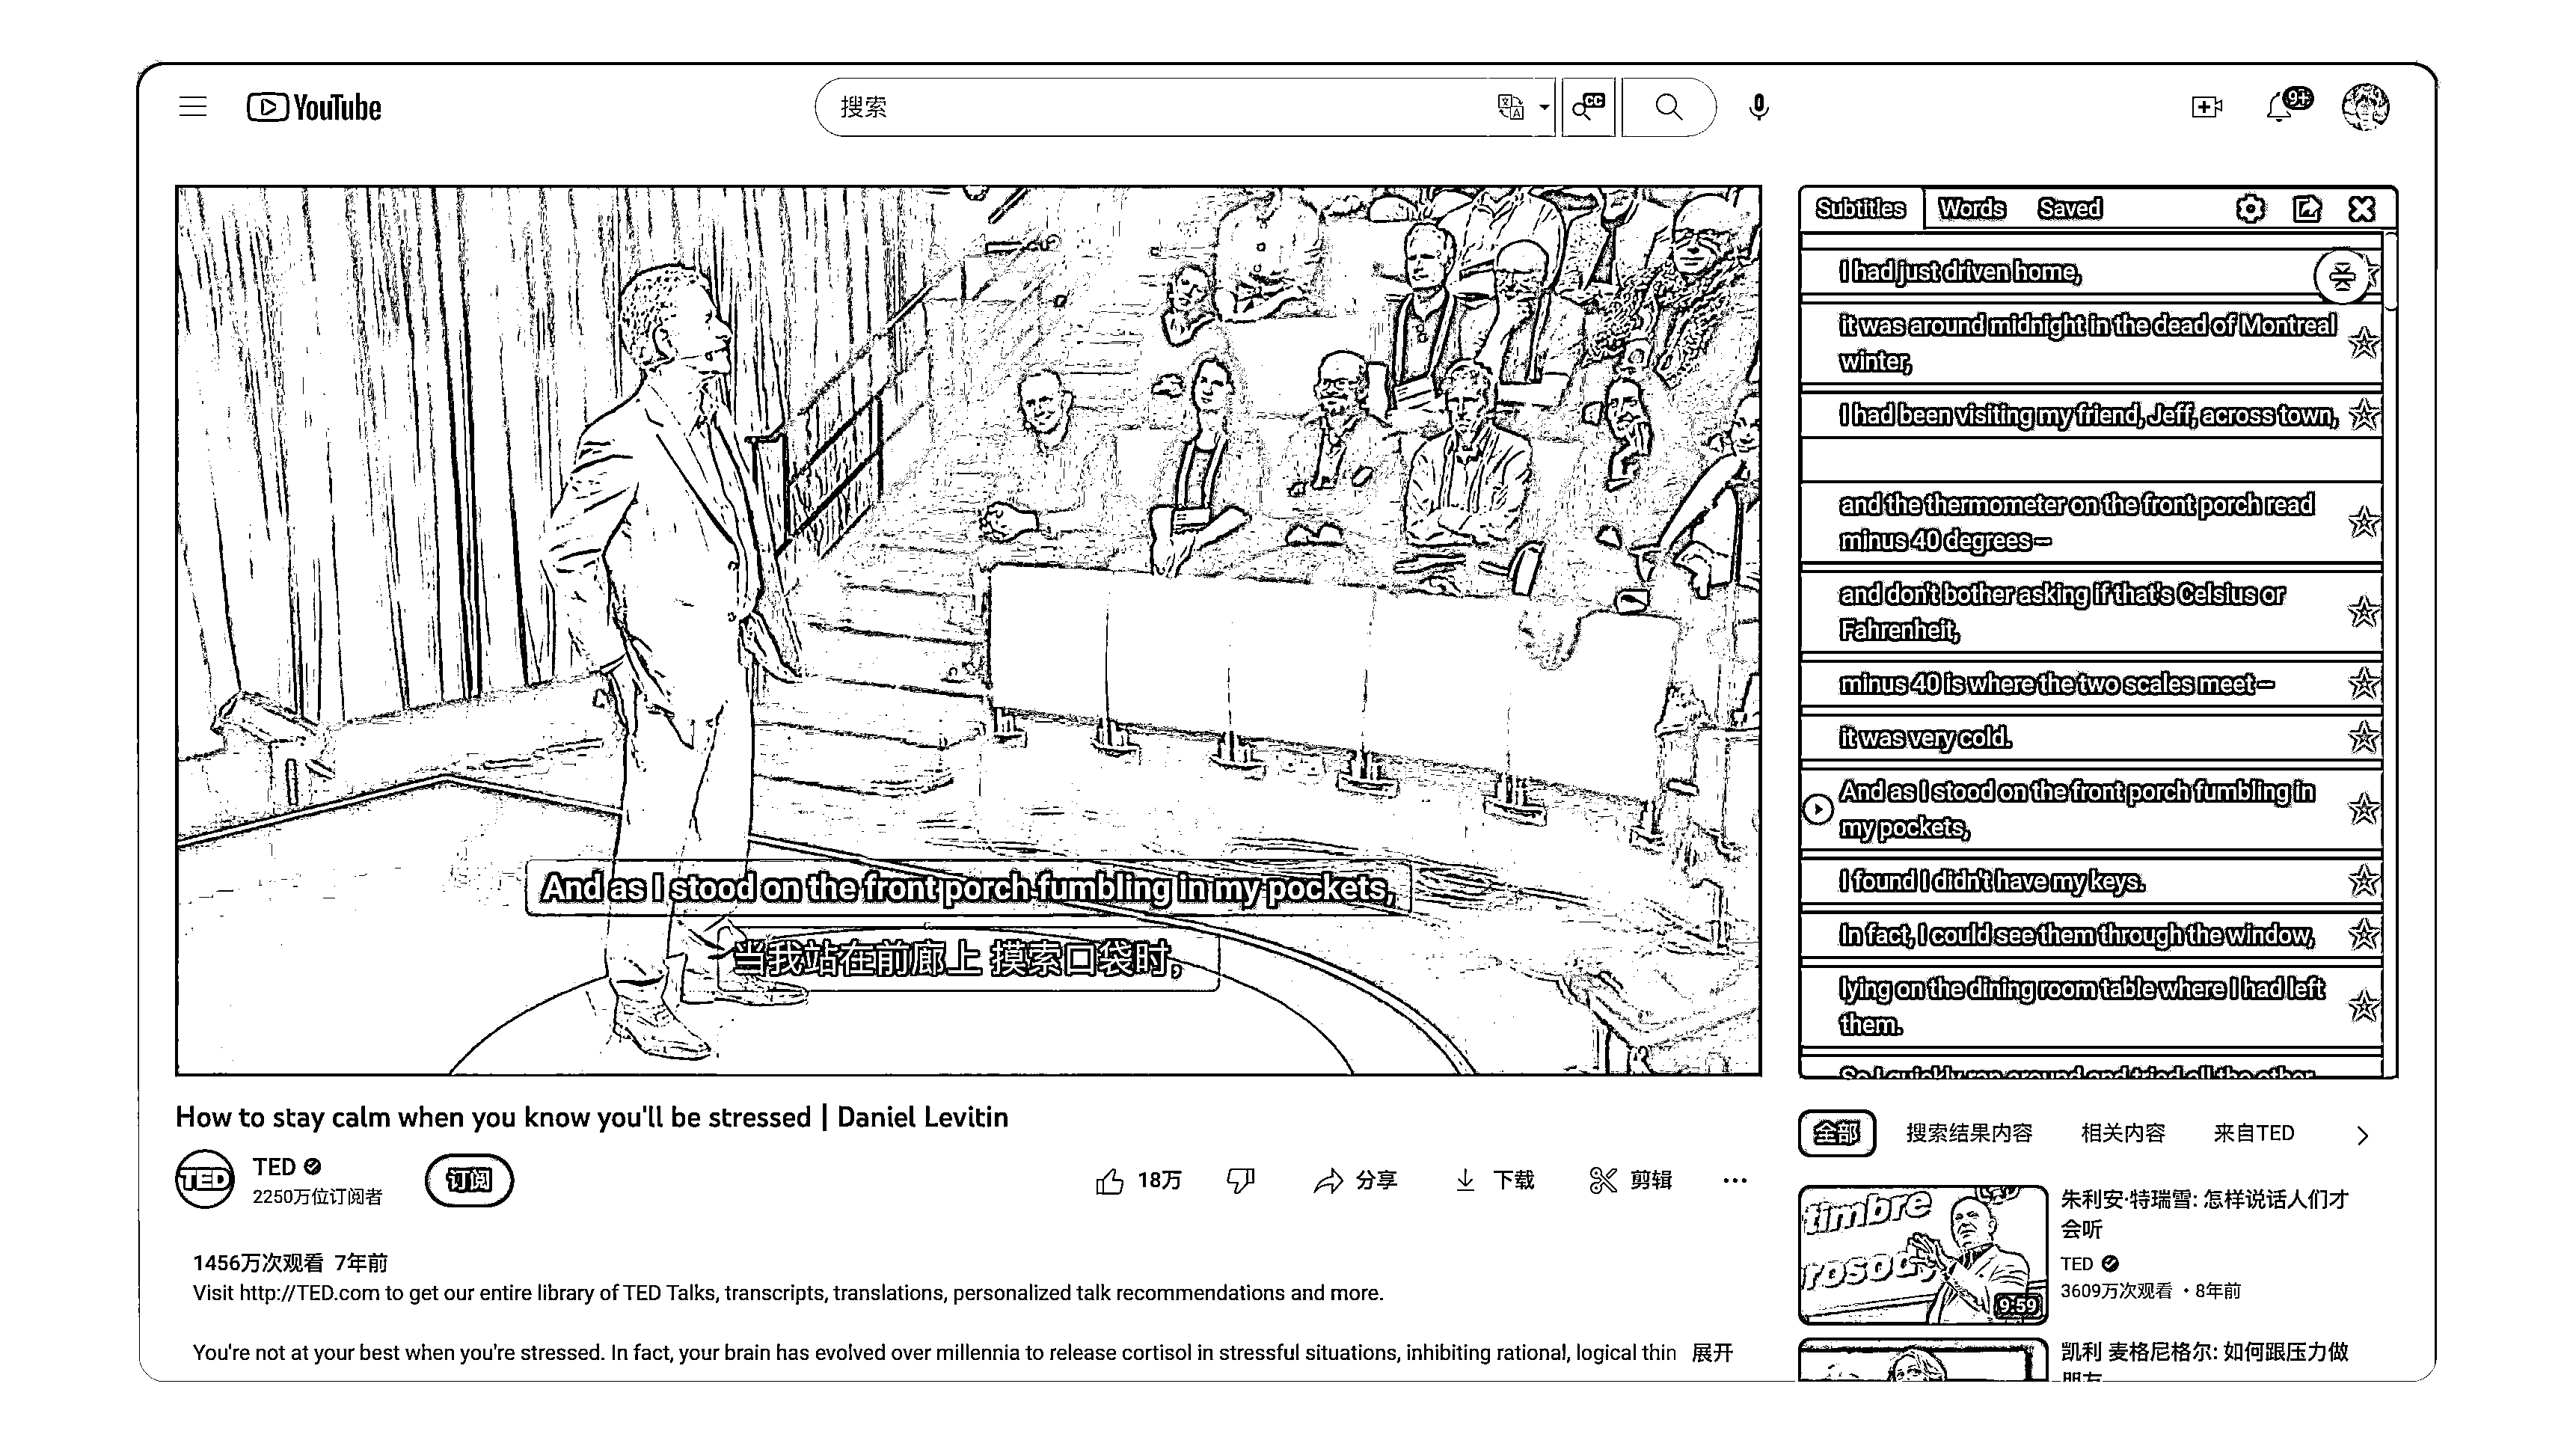 YouTube
搜索
CC
9+
Subtitles Words Saved
I had just driven home,
it was around midnight in the dead of Montreal
winter,
I had been visiting my friend, Jeff, across town,
and the thermometer on the front porch read
minus 40 degrees –
and don't bother asking if that's Celsius or
Fahrenheit,
minus 40 is where the two scales meet –
it was very cold.
And as I stood on the front porch fumbling in
my pockets,
I found I didn't have my keys.
In fact, I could see them through the window,
lying on the dining room table where I had left
them.
So I quickly ran around and tried all the other
And as I stood on the front porch fumbling in my pockets,
当我站在前廊上 摸索口袋时,
How to stay calm when you know you'll be stressed | Daniel Levitin
TED
TED
2250万位订阅者
订阅
18万
分享
下载
剪辑
1456万次观看 7年前
Visit http://TED.com to get our entire library of TED Talks, transcripts, translations, personalized talk recommendations and more.
You're not at your best when you're stressed. In fact, your brain has evolved over millennia to release cortisol in stressful situations, inhibiting rational, logical thin 展开
全部 搜索结果内容 相关内容 来自TED
timbre
rosody
9:59
朱利安·特瑞雪: 怎样说话人们才
会听
TED
3609万次观看 · 8年前
凯利 麦格尼格尔: 如何跟压力做
朋友